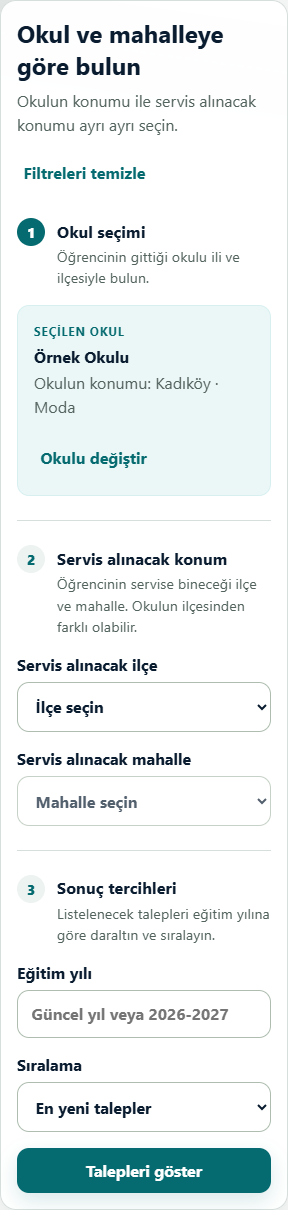 Okul ve mahalleye
göre bulun
Okulun konumu ile servis alınacak
konumu ayrı ayrı seçin.
Filtreleri temizle
1 Okul seçimi
Öğrencinin gittiği okulu ili ve
ilçesiyle bulun.
SEÇİLEN OKUL
Örnek Okulu
Okulun konumu: Kadıköy ·
Moda
Okulu değiştir
2 Servis alınacak konum
Öğrencinin servise bineceği ilçe
ve mahalle. Okulun ilçesinden
farklı olabilir.
Servis alınacak ilçe
İlçe seçin
Servis alınacak mahalle
Mahalle seçin
3 Sonuç tercihleri
Listelenecek talepleri eğitim yılına
göre daraltın ve sıralayın.
Eğitim yılı
Güncel yıl veya 2026-2027
Sıralama
En yeni talepler
Talepleri göster